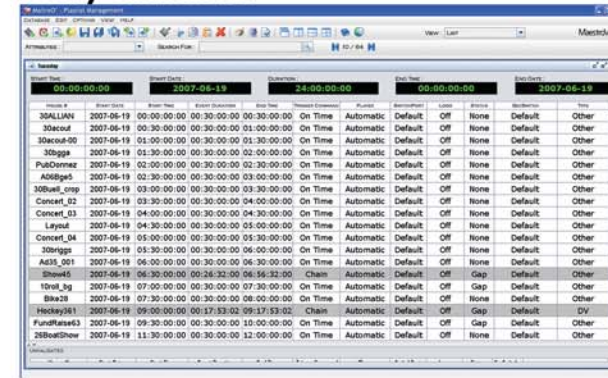 Playlist Management
DATABASE EDIT OPTIONS VIEW HELP
VIEW: Last
ATTRIBUTES: SEARCH FOR: 10 / 64
Tuesday
START TIME: START DATE: DURATION: END TIME: END DATE:
00:00:00:00 2007-06-19 24:00:00:00 00:00:00:00 2007-06-19
HOUSE # START DATE START TIME EVENT DURATION END TIME TRIGGER COMMAND PLAYER LOGO STATUS TYPE
30ALLIAN 2007-06-19 00:00:00:00 00:30:00:00 00:30:00:00 On Time Automatic Default Off None Default Other
30acout 2007-06-19 00:30:00:00 00:30:00:00 01:00:00:00 On Time Automatic Default Off None Default Other
30acout-00 2007-06-19 01:00:00:00 00:30:00:00 01:30:00:00 On Time Automatic Default Off None Default Other
30bgga 2007-06-19 01:30:00:00 00:30:00:00 02:00:00:00 On Time Automatic Default Off None Default Other
PubDonnez 2007-06-19 02:00:00:00 00:30:00:00 02:30:00:00 On Time Automatic Default Off None Default Other
A06Bge5 2007-06-19 02:30:00:00 00:30:00:00 03:00:00:00 On Time Automatic Default Off None Default Other
30Buell_crop 2007-06-19 03:00:00:00 00:30:00:00 03:30:00:00 On Time Automatic Default Off None Default Other
Concert_02 2007-06-19 03:30:00:00 00:30:00:00 04:00:00:00 On Time Automatic Default Off None Default Other
Concert_03 2007-06-19 04:00:00:00 00:30:00:00 04:30:00:00 On Time Automatic Default Off None Default Other
Layout 2007-06-19 04:30:00:00 00:30:00:00 05:00:00:00 On Time Automatic Default Off None Default Other
Concert_04 2007-06-19 05:00:00:00 00:30:00:00 05:30:00:00 On Time Automatic Default Off None Default Other
30briggs 2007-06-19 05:30:00:00 00:30:00:00 06:00:00:00 On Time Automatic Default Off None Default Other
Ad35_001 2007-06-19 06:00:00:00 00:30:00:00 06:30:00:00 On Time Automatic Default Off None Default Other
Show45 2007-06-19 06:30:00:00 00:26:32:00 06:56:32:00 Chain Automatic Default Off Gap Default Other
10roll_bg 2007-06-19 07:00:00:00 00:30:00:00 07:30:00:00 On Time Automatic Default Off None Default Other
Bike28 2007-06-19 07:30:00:00 00:30:00:00 08:00:00:00 On Time Automatic Default Off None Default Other
Hockey361 2007-06-19 09:00:00:00 00:17:53:02 09:17:53:02 Chain Automatic Default Off Gap Default DV
FundRaise63 2007-06-19 09:30:00:00 00:30:00:00 10:00:00:00 On Time Automatic Default Off Gap Default Other
26BoatShow 2007-06-19 11:30:00:00 00:30:00:00 12:00:00:00 On Time Automatic Default Off None Default Other
UNVALIDATED